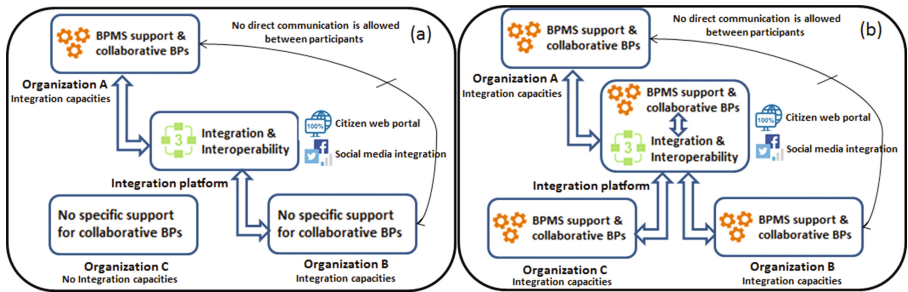 No direct communication is allowed
between participants
(a)
BPMS support &
collaborative BPs
Organization A
Integration capacities
3
Integration &
Interoperability
100%
Citizen web portal
Social media integration
Integration platform
No specific support
for collaborative BPs
Organization C
No Integration capacities
No specific support
for collaborative BPs
Organization B
Integration capacities
No direct communication is allowed
between participants
(b)
BPMS support &
collaborative BPs
Organization A
Integration capacities
BPMS support &
collaborative BPs
3
Integration &
Interoperability
100%
Citizen web portal
Social media integration
Integration platform
BPMS support &
collaborative BPs
Organization C
Integration capacities
BPMS support &
collaborative BPs
Organization B
Integration capacities